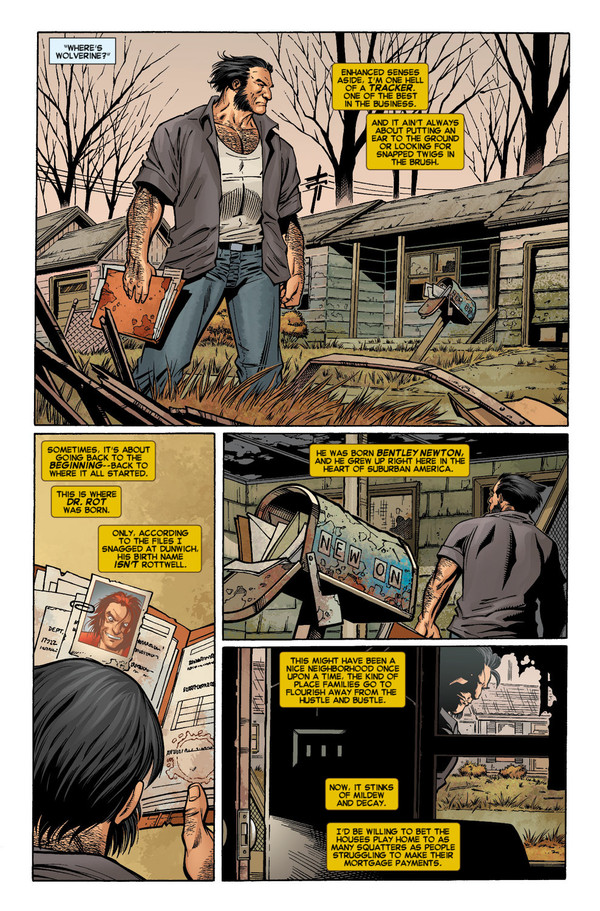 "WHERE'S
WOLVERINE?"
ENHANCED SENSES
ASIDE, I'M ONE HELL
OF A TRACKER.
ONE OF THE BEST
IN THE BUSINESS.
AND IT AIN'T ALWAYS
ABOUT PUTTING AN
EAR TO THE GROUND
OR LOOKING FOR
SNAPPED TWIGS IN
THE BRUSH.
SOMETIMES, IT'S ABOUT
GOING BACK TO THE
BEGINNING--BACK TO
WHERE IT ALL STARTED.
THIS IS WHERE
DR. ROT
WAS BORN.
ONLY, ACCORDING
TO THE FILES I
SNAGGED AT DUNWICH,
HIS BIRTH NAME
ISN'T ROTTWELL.
DEPT.
17922
HE WAS BORN BENTLEY NEWTON,
AND HE GREW UP RIGHT HERE IN THE
HEART OF SUBURBAN AMERICA.
NEW ON
THIS MIGHT HAVE BEEN A
NICE NEIGHBORHOOD ONCE
UPON A TIME, THE KIND OF
PLACE FAMILIES GO TO
FLOURISH AWAY FROM THE
HUSTLE AND BUSTLE.
NOW, IT STINKS
OF MILDEW
AND DECAY.
I'D BE WILLING TO BET THE
HOUSES PLAY HOME TO AS
MANY SQUATTERS AS PEOPLE
STRUGGLING TO MAKE THEIR
MORTGAGE PAYMENTS.